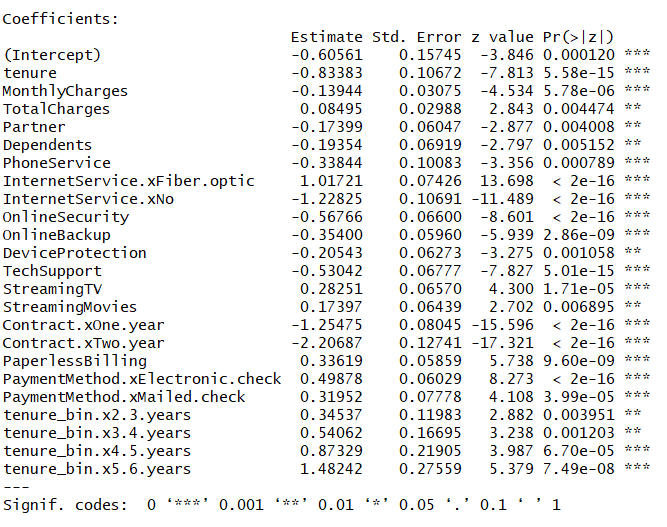 Coefficients:
Estimate Std. Error z value Pr(>|z|)
(Intercept) -0.60561 0.15745 -3.846 0.000120 ***
tenure -0.83383 0.10672 -7.813 5.58e-15 ***
MonthlyCharges -0.13944 0.03075 -4.534 5.78e-06 ***
TotalCharges 0.08495 0.02988 2.843 0.004474 **
Partner -0.17399 0.06047 -2.877 0.004008 **
Dependents -0.19354 0.06919 -2.797 0.005152 **
PhoneService -0.33844 0.10083 -3.356 0.000789 ***
InternetService.xFiber.optic 1.01721 0.07426 13.698 < 2e-16 ***
InternetService.xNo -1.22825 0.10691 -11.489 < 2e-16 ***
OnlineSecurity -0.56766 0.06600 -8.601 < 2e-16 ***
OnlineBackup -0.35400 0.05960 -5.939 2.86e-09 ***
DeviceProtection -0.20543 0.06273 -3.275 0.001058 **
TechSupport -0.53042 0.06777 -7.827 5.01e-15 ***
StreamingTV 0.28251 0.06570 4.300 1.71e-05 ***
StreamingMovies 0.17397 0.06439 2.702 0.006895 **
Contract.xOne.year -1.25475 0.08045 -15.596 < 2e-16 ***
Contract.xTwo.year -2.20687 0.12741 -17.321 < 2e-16 ***
PaperlessBilling 0.33619 0.05859 5.738 9.60e-09 ***
PaymentMethod.xElectronic.check 0.49878 0.06029 8.273 < 2e-16 ***
PaymentMethod.xMailed.check 0.31952 0.07778 4.108 3.99e-05 ***
tenure_bin.x2.3.years 0.34537 0.11983 2.882 0.003951 **
tenure_bin.x3.4.years 0.54062 0.16695 3.238 0.001203 **
tenure_bin.x4.5.years 0.87329 0.21905 3.987 6.70e-05 ***
tenure_bin.x5.6.years 1.48242 0.27559 5.379 7.49e-08 ***
---
Signif. codes: 0 ‘***’ 0.001 ‘**’ 0.01 ‘*’ 0.05 ‘.’ 0.1 ‘ ’ 1